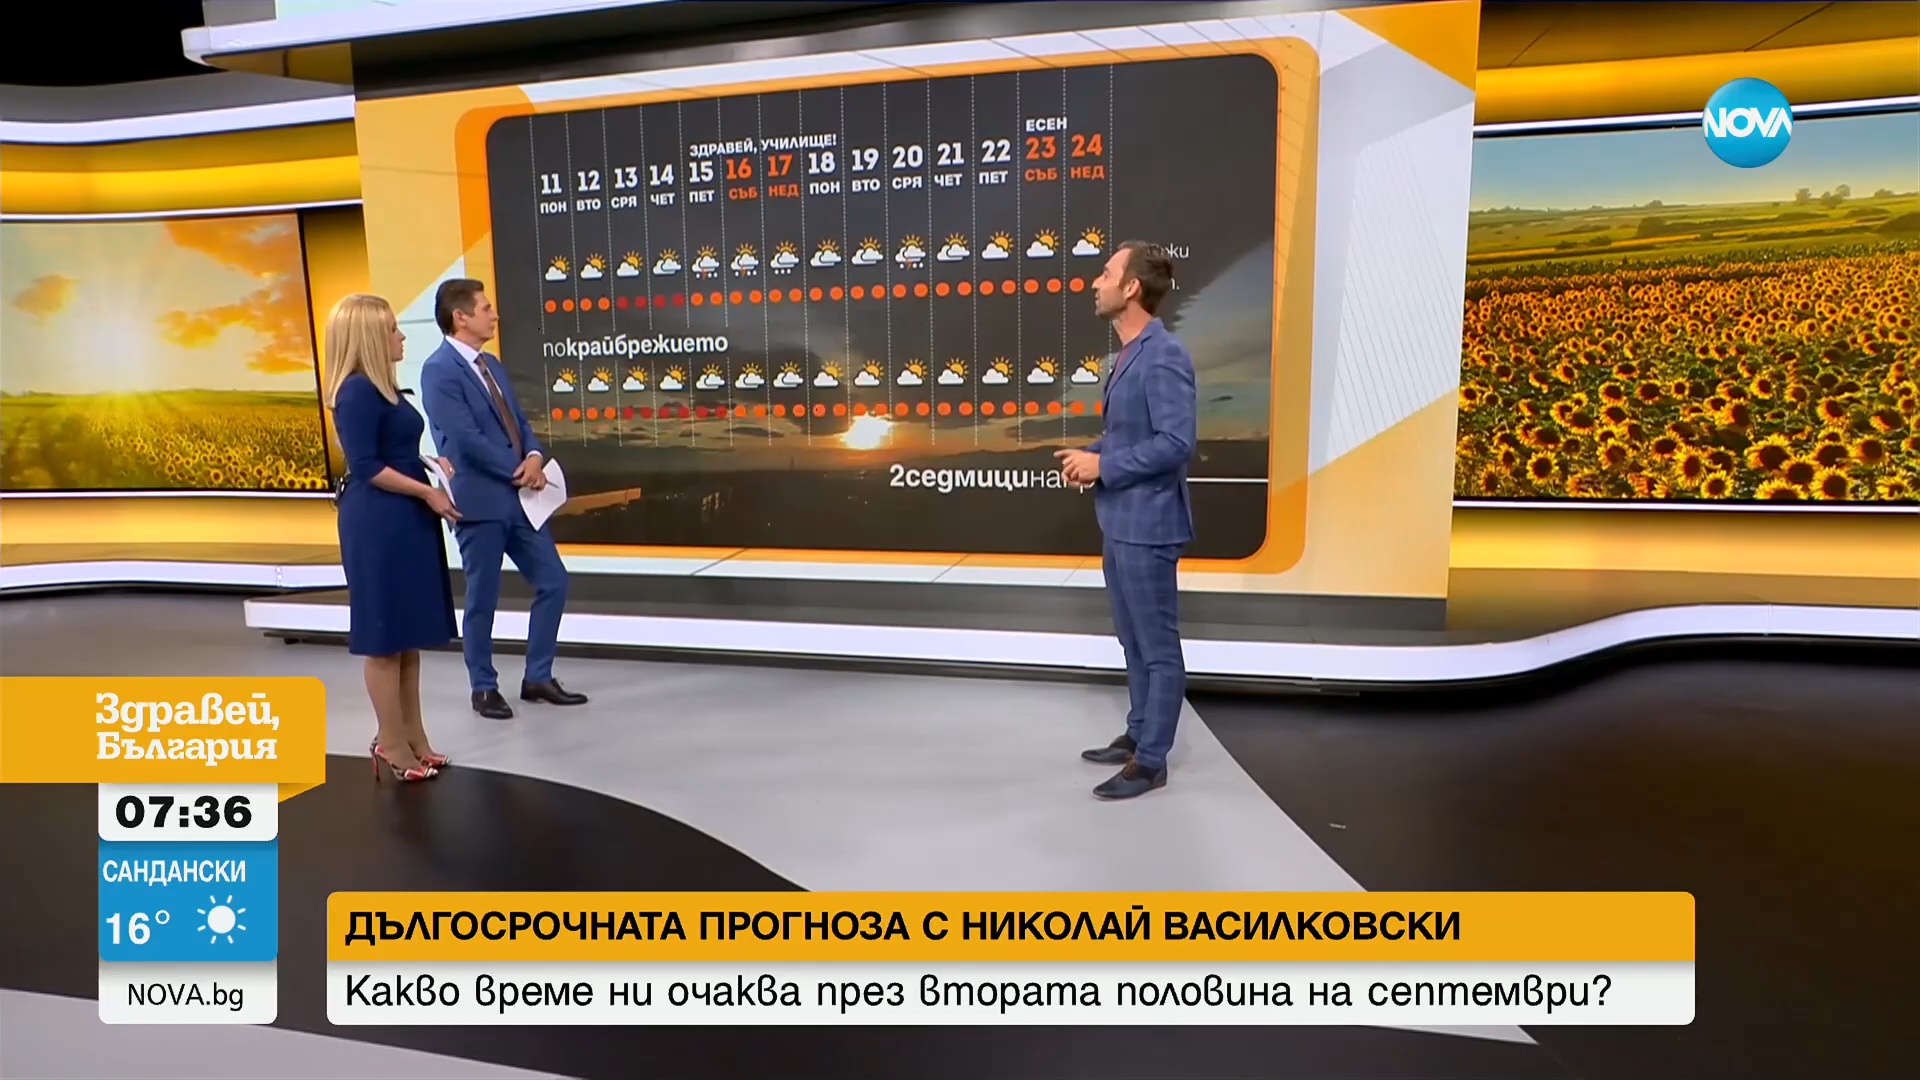 NOVA
ЕСЕН
ЗДРАВЕЙ, УЧИЛИЩЕ!
11 12 13 14 15 16 17 18 19 20 21 22 23 24
ПОН ВТО СРЯ ЧЕТ ПЕТ СЪБ НЕД ПОН ВТО СРЯ ЧЕТ ПЕТ СЪБ НЕД
покрайбрежието
2седмици
Здравей,
България
07:36
САНДАНСКИ
16°
NOVA.bg
ДЪЛГОСРОЧНАТА ПРОГНОЗА С НИКОЛАЙ ВАСИЛКОВСКИ
Какво време ни очаква през втората половина на септември?